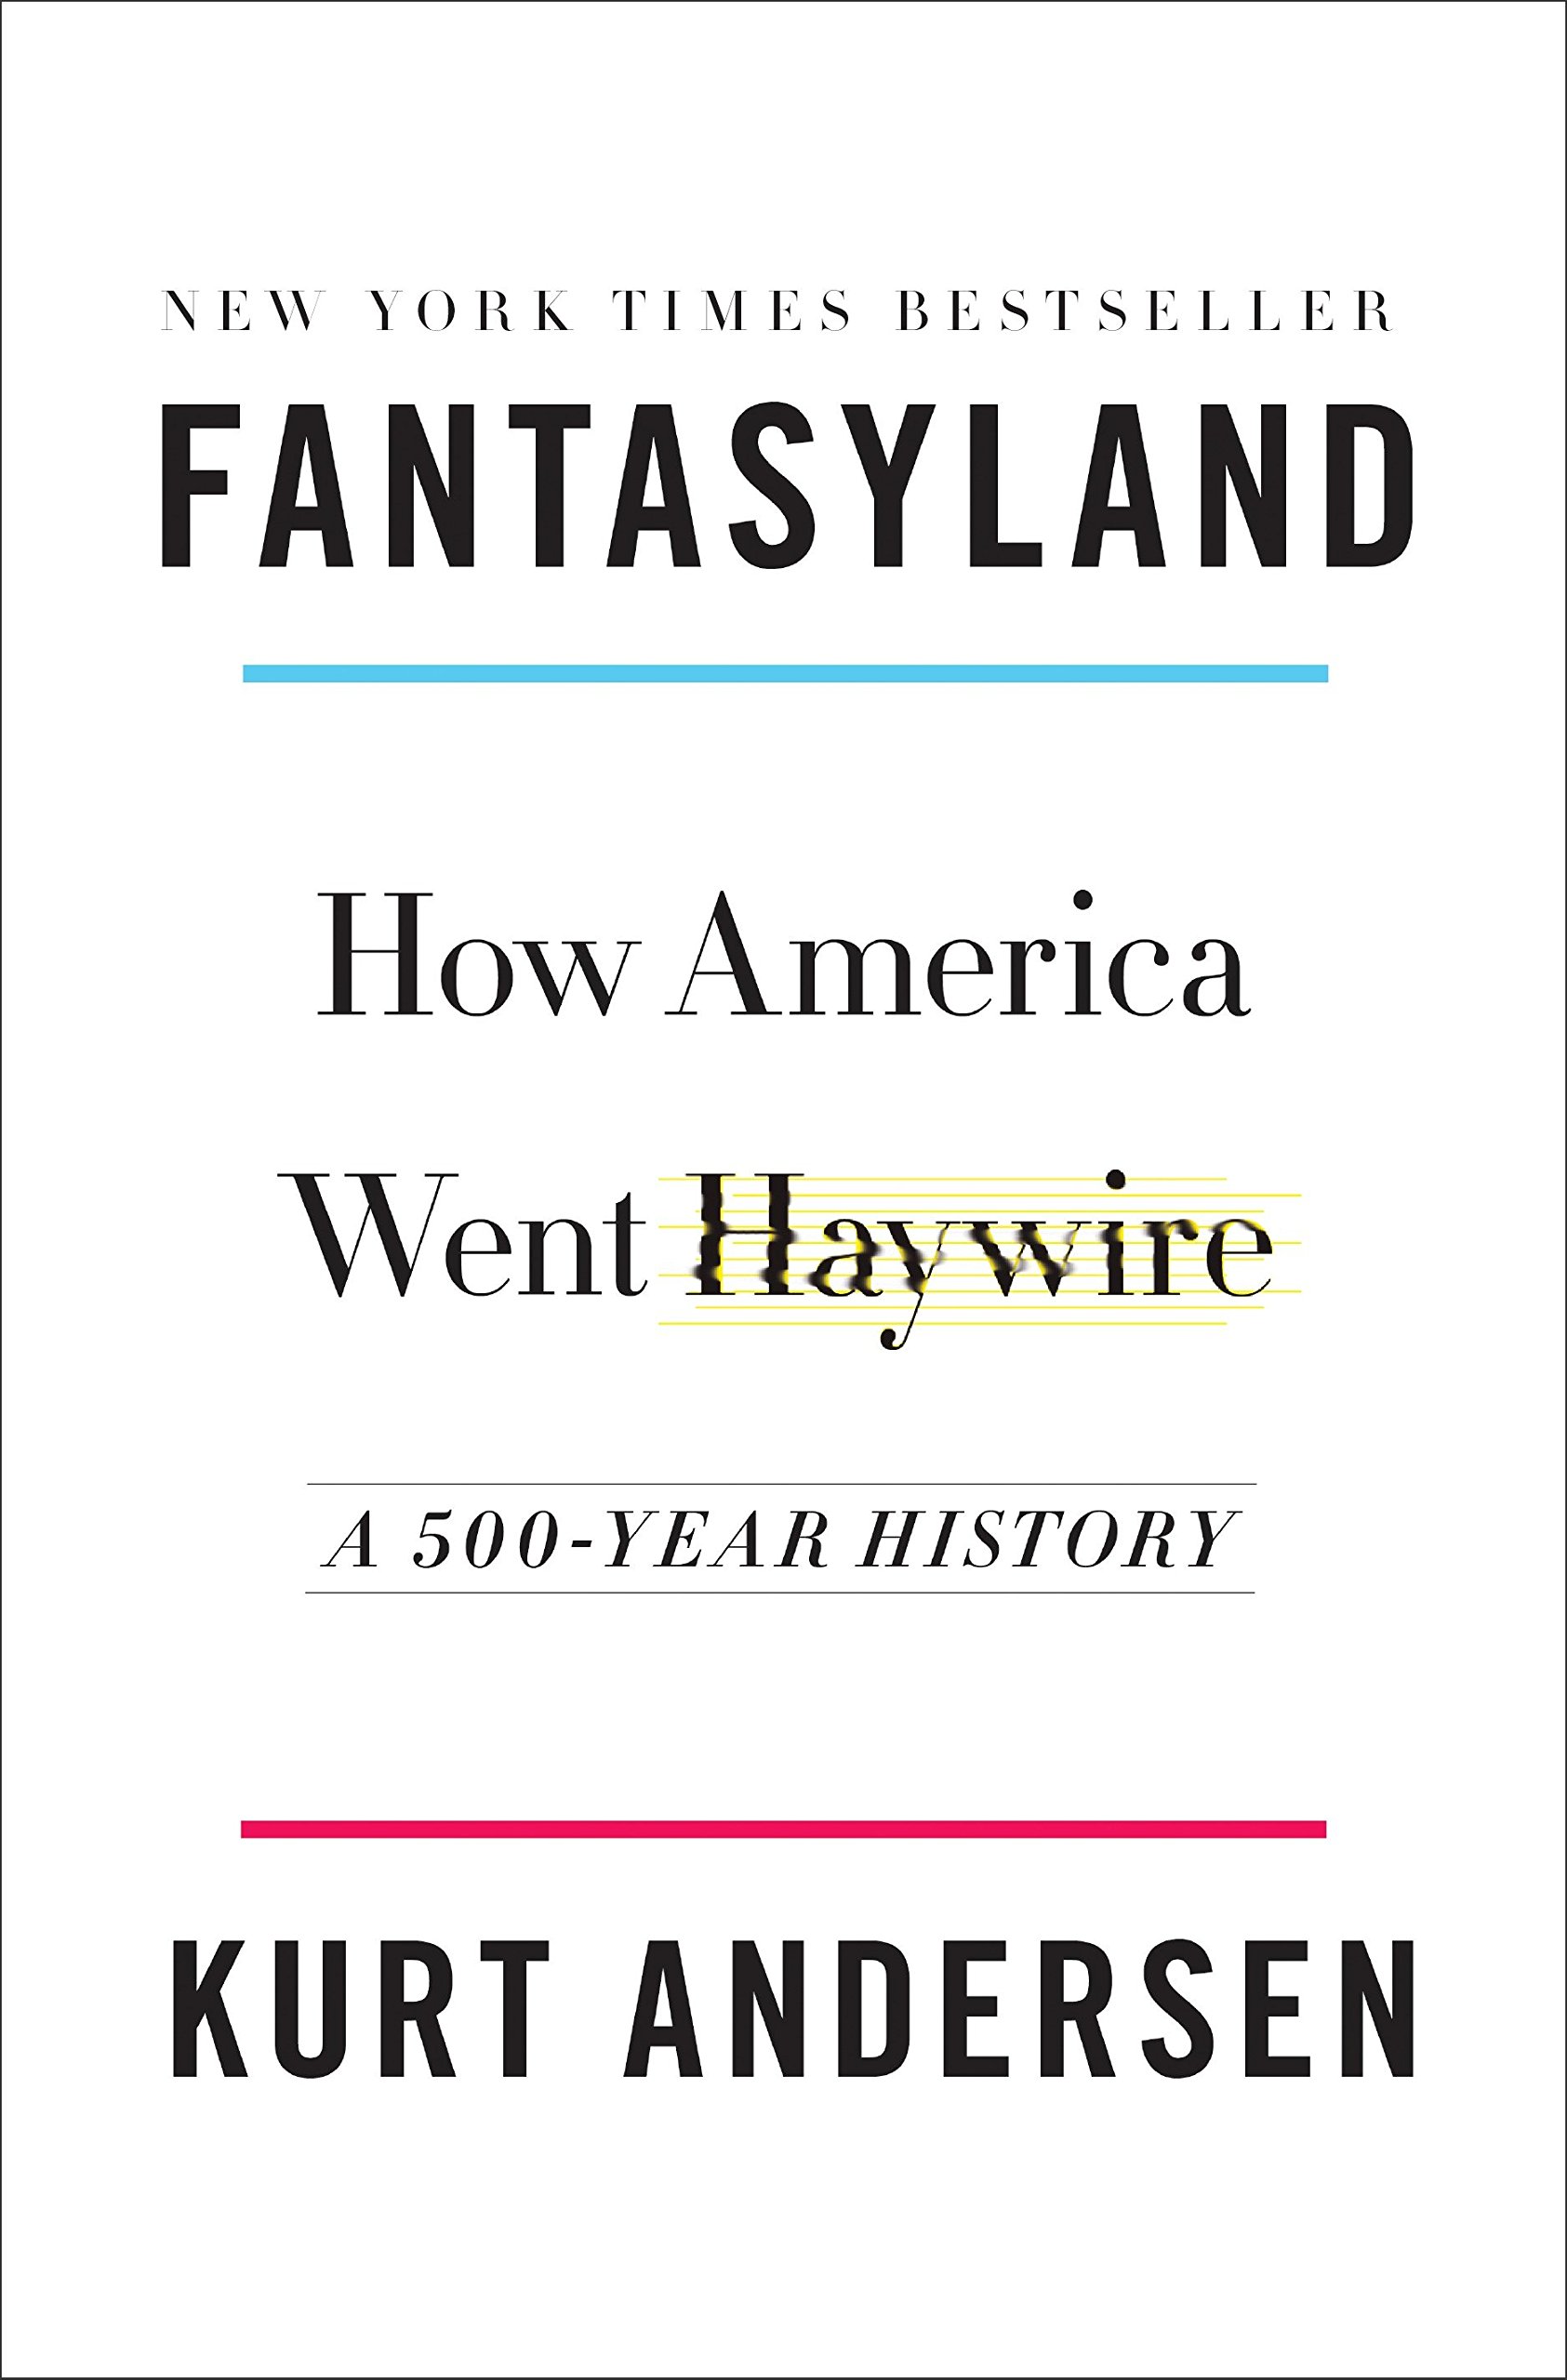 NEW YORK TIMES BESTSELLER
FANTASYLAND
How America
Went Haywire
A 500-YEAR HISTORY
KURT ANDERSEN